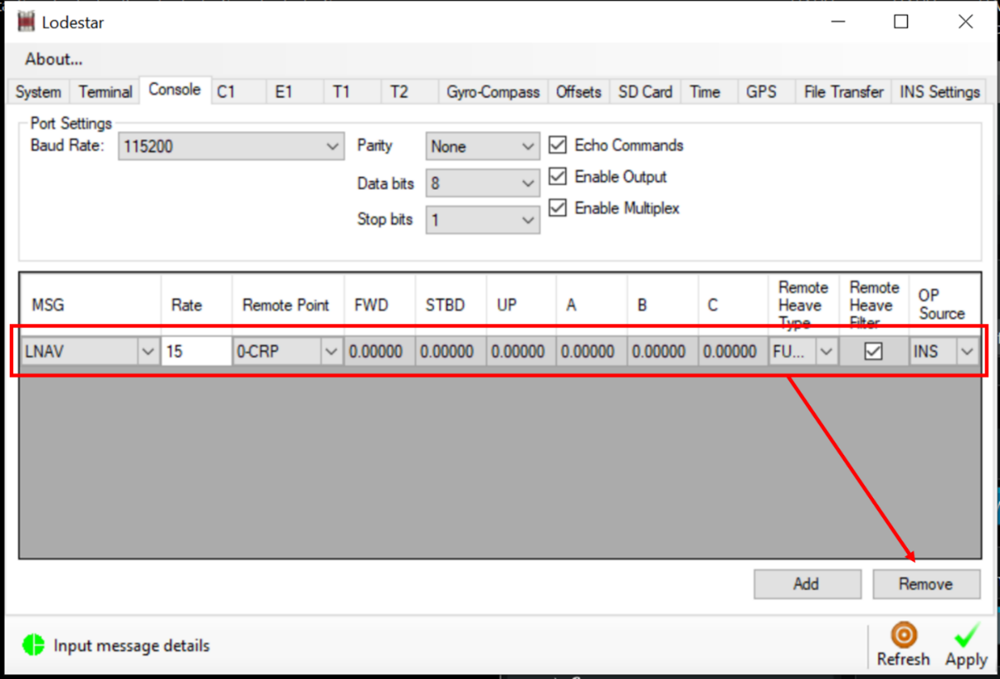 Lodestar
About...
System Terminal Console C1 E1 T1 T2 Gyro-Compass Offsets SD Card Time GPS File Transfer INS Settings
Port Settings
Baud Rate: 115200 Parity None Echo Commands
Data bits 8 Enable Output
Enable Multiplex
Stop bits 1
MSG Rate Remote Point FWD STBD UP A B C Remote Heave Type Remote Heave Filter OP Source
LNAV 15 0-CRP 0.00000 0.00000 0.00000 0.00000 0.00000 0.00000 FU... INS
Add Remove
Input message details
Refresh Apply